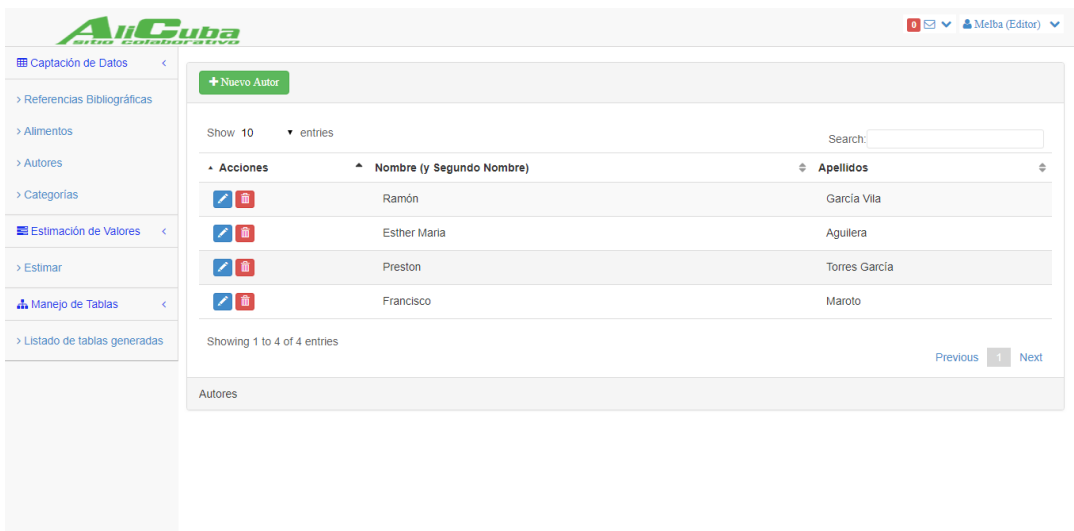 AliCuba
sitio colaborativo
0 Melba (Editor)
Captación de Datos
Referencias Bibliográficas
Alimentos
Autores
Categorías
Estimación de Valores
Estimar
Manejo de Tablas
Listado de tablas generadas
Nuevo Autor
Show 10 entries
Search:
Acciones Nombre (y Segundo Nombre) Apellidos
Ramón García Vila
Esther Maria Aguilera
Preston Torres García
Francisco Maroto
Showing 1 to 4 of 4 entries
Previous 1 Next
Autores